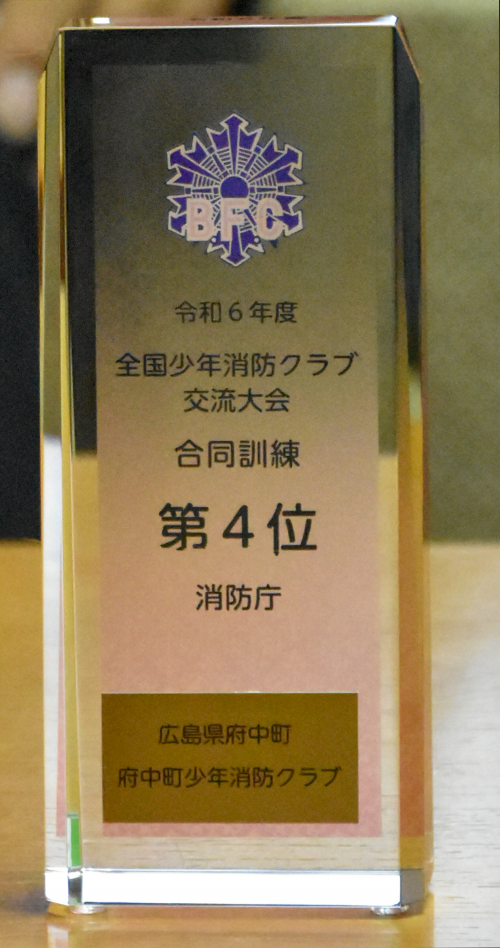 BFC
令和6年度
全国少年消防クラブ
交流大会
合同訓練
第4位
消防庁
広島県府中町
府中町少年消防クラブ